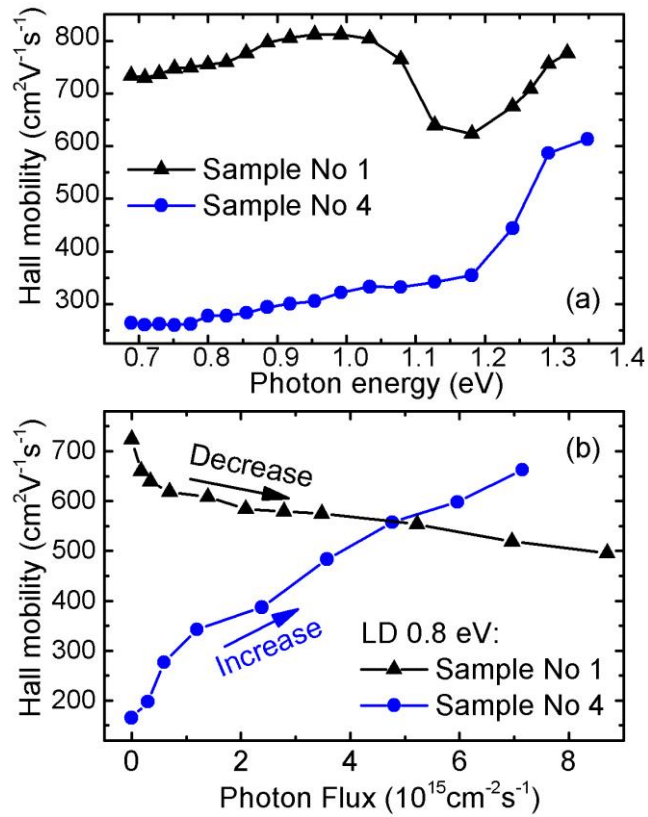 Hall mobility (cm²V⁻¹s⁻¹)
800
700
600
500
400
300
Sample No 1
Sample No 4
(a)
0.7 0.8 0.9 1.0 1.1 1.2 1.3 1.4
Photon energy (eV)
Hall mobility (cm²V⁻¹s⁻¹)
700
600
500
400
300
200
(b)
Decrease
Increase
LD 0.8 eV:
Sample No 1
Sample No 4
0 2 4 6 8
Photon Flux (10¹⁵cm⁻²s⁻¹)